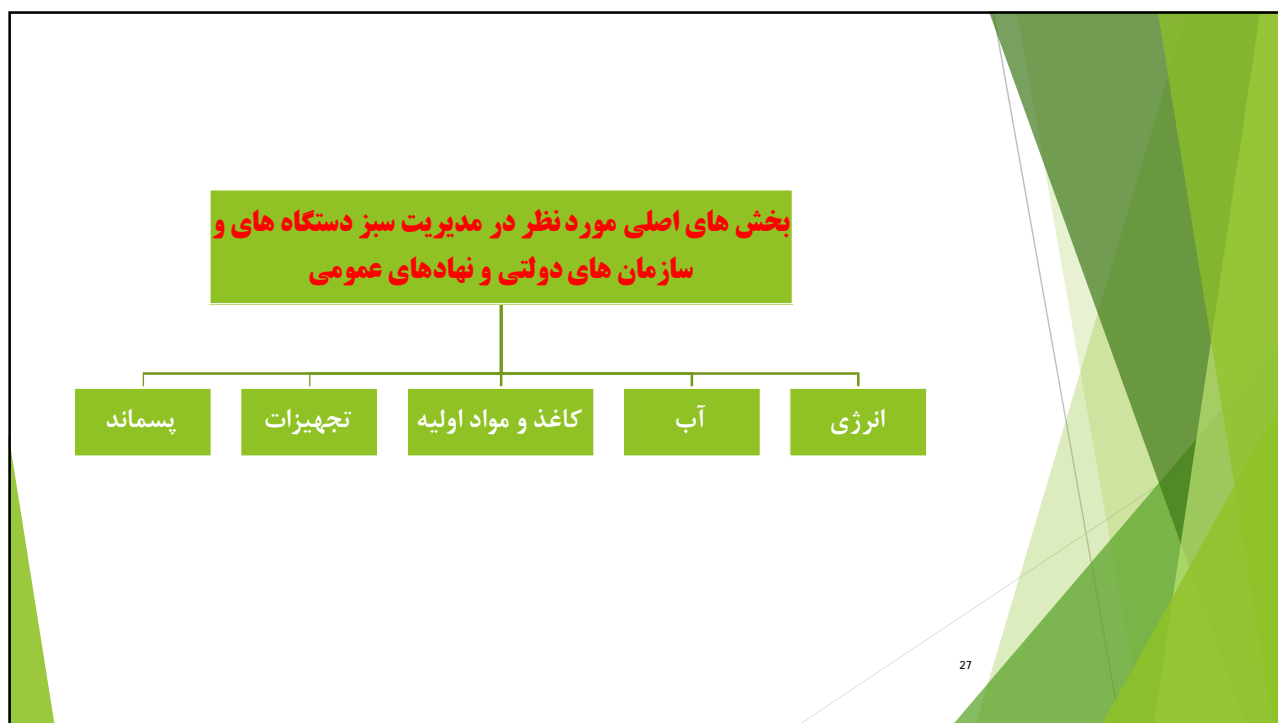 بخش های اصلی مورد نظر در مدیریت سبز دستگاه های و
سازمان های دولتی و نهادهای عمومی
انرژی
آب
کاغذ و مواد اولیه
تجهیزات
پسماند
27